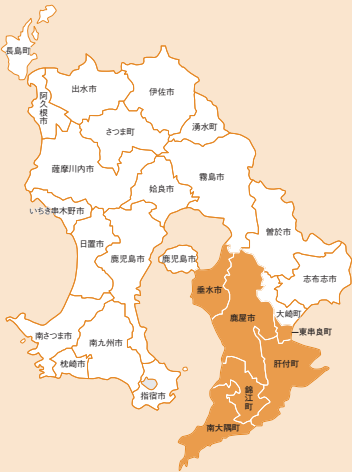 長島町
阿久根市
出水市
伊佐市
湧水町
さつま町
薩摩川内市
姶良市
霧島市
いちき串木野市
曽於市
日置市
鹿児島市
鹿児島市
志布志市
垂水市
大崎町
鹿屋市
東串良町
南さつま市
南九州市
枕崎市
肝付町
指宿市
錦江町
南大隅町